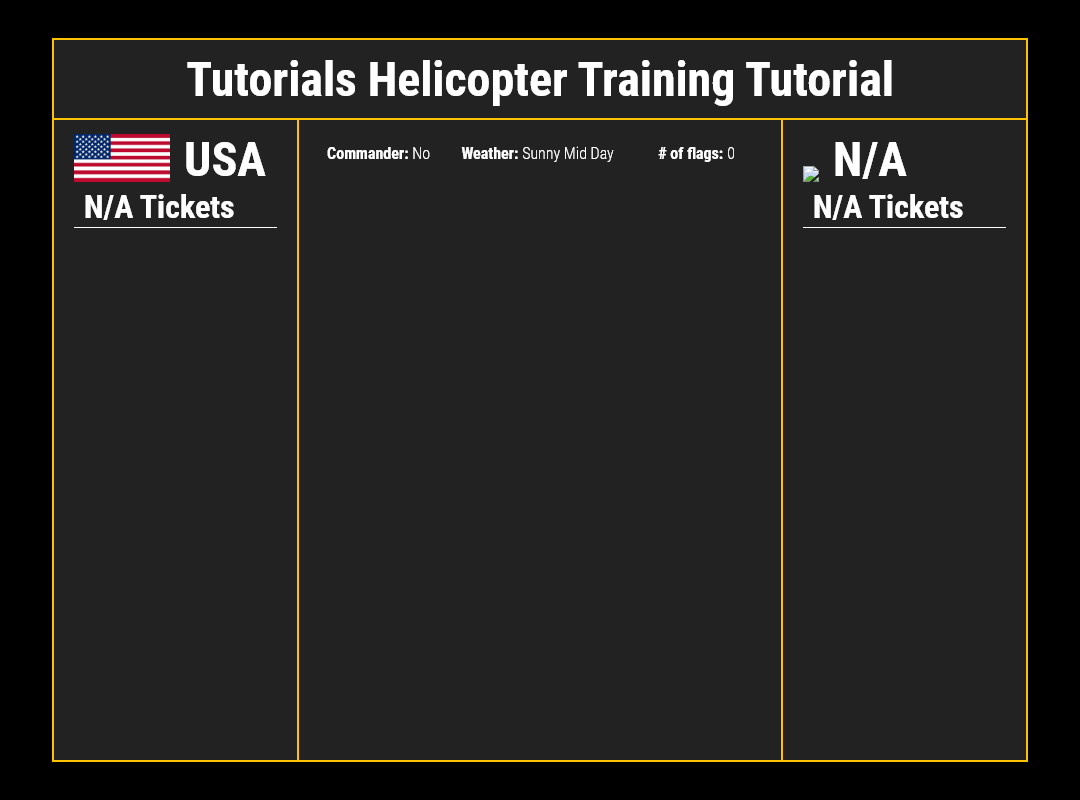 Tutorials Helicopter Training Tutorial
USA
N/A Tickets
Commander: No Weather: Sunny Mid Day # of flags: 0
N/A
N/A Tickets